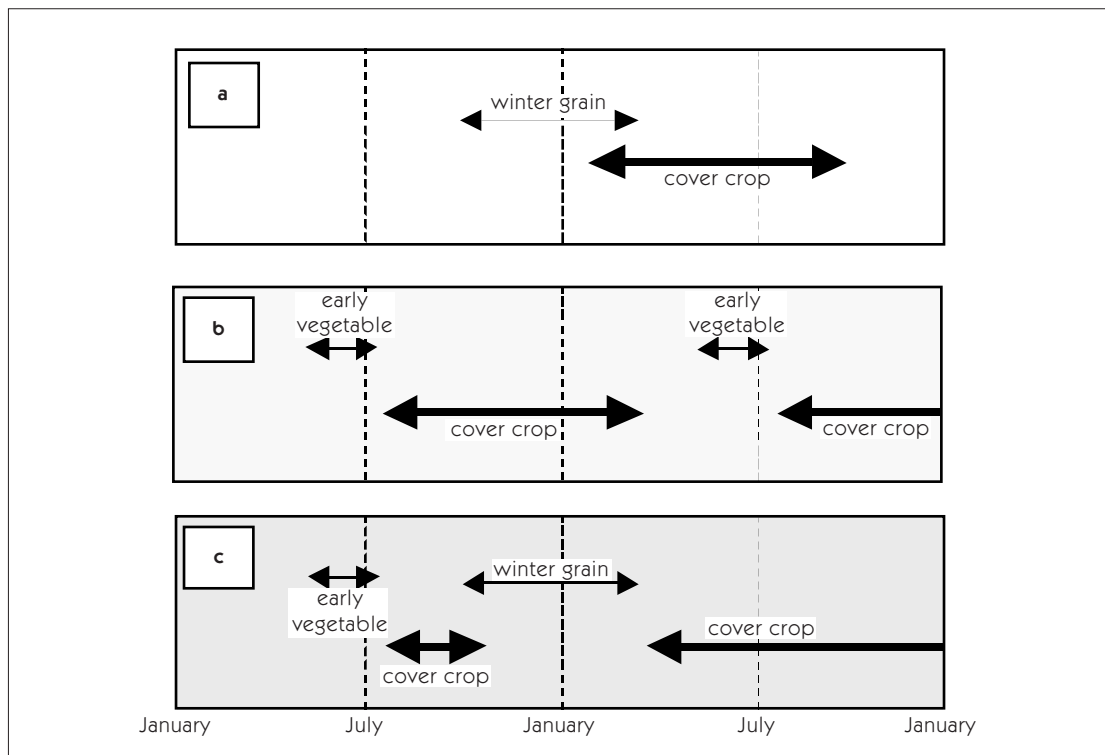 a
winter grain
cover crop
b
early
vegetable
early
vegetable
cover crop
cover crop
c
winter grain
early
vegetable
cover crop
cover crop
January July January July January